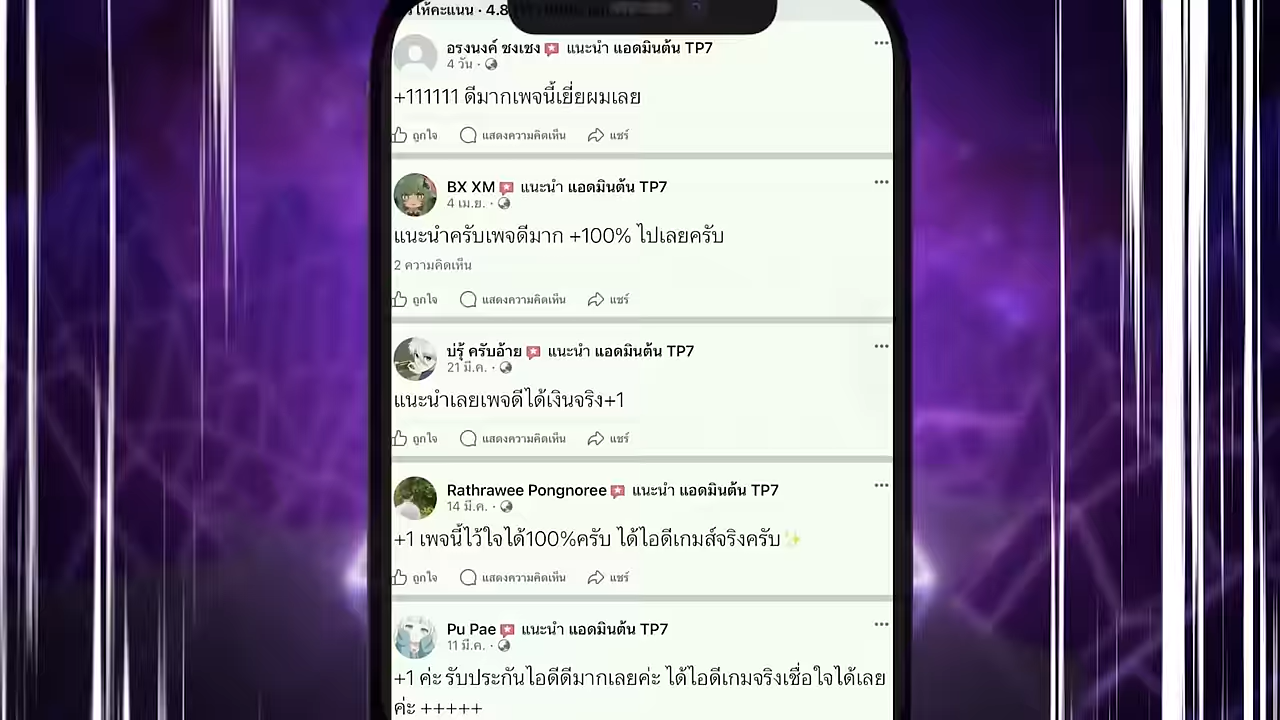 ให้คะแนน · 4.8
อรงนงค์ ชงเชง แนะนำ แอดมินต้น TP7
4 วัน ·
+111111 ดีมากเพจนี้เยี่ยผมเลย
ถูกใจ แสดงความคิดเห็น แชร์
BX XM แนะนำ แอดมินต้น TP7
4 เม.ย. ·
แนะนำครับเพจดีมาก +100% ไปเลยครับ
2 ความคิดเห็น
ถูกใจ แสดงความคิดเห็น แชร์
บ่รู้ ครับอ้าย แนะนำ แอดมินต้น TP7
21 มี.ค. ·
แนะนำเลยเพจดีได้เงินจริง+1
ถูกใจ แสดงความคิดเห็น แชร์
Rathrawee Pongnoree แนะนำ แอดมินต้น TP7
14 มี.ค. ·
+1 เพจนี้ไว้ใจได้100%ครับ ได้ไอดีเกมส์จริงครับ✨
ถูกใจ แสดงความคิดเห็น แชร์
Pu Pae แนะนำ แอดมินต้น TP7
11 มี.ค. ·
+1 ค่ะ รับประกันไอดีดีมากเลยค่ะ ได้ไอดีเกมจริงเชื่อใจได้เลย
ค่ะ +++++